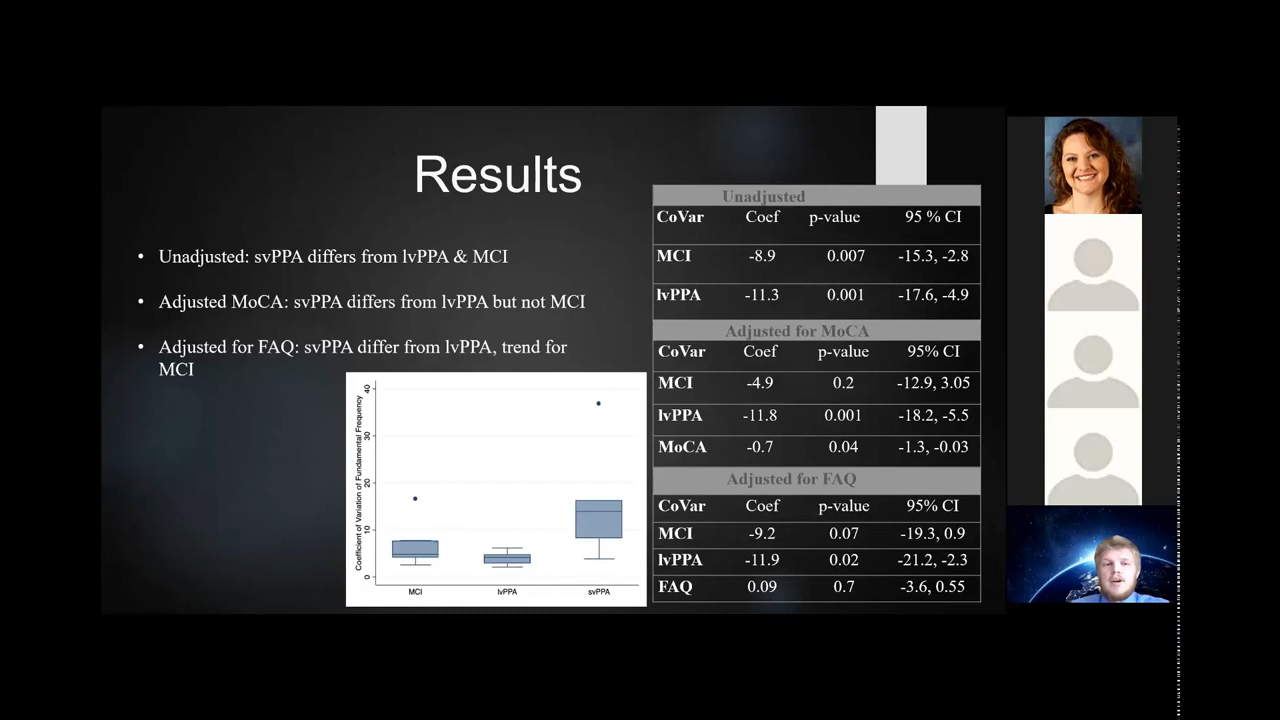 Results
• Unadjusted: svPPA differs from lvPPA & MCI
• Adjusted MoCA: svPPA differs from lvPPA but not MCI
• Adjusted for FAQ: svPPA differ from lvPPA, trend for
MCI
Coefficient of Variation of Fundamental Frequency
40
30
20
10
0
MCI lvPPA svPPA
Unadjusted
CoVar Coef p-value 95 % CI
MCI -8.9 0.007 -15.3, -2.8
lvPPA -11.3 0.001 -17.6, -4.9
Adjusted for MoCA
CoVar Coef p-value 95% CI
MCI -4.9 0.2 -12.9, 3.05
lvPPA -11.8 0.001 -18.2, -5.5
MoCA -0.7 0.04 -1.3, -0.03
Adjusted for FAQ
CoVar Coef p-value 95% CI
MCI -9.2 0.07 -19.3, 0.9
lvPPA -11.9 0.02 -21.2, -2.3
FAQ 0.09 0.7 -3.6, 0.55